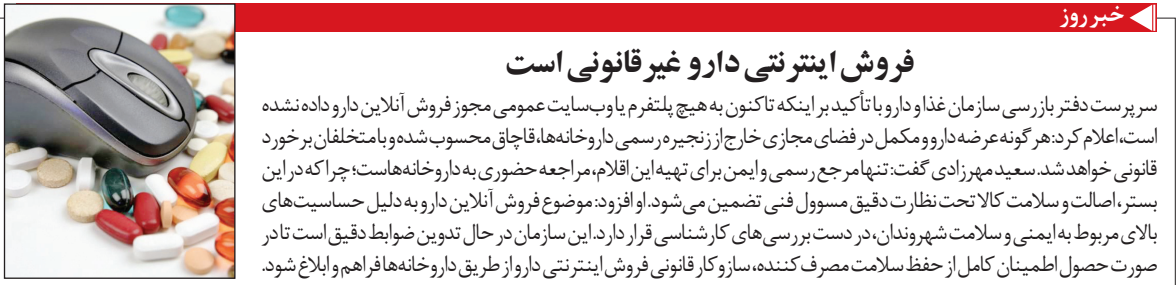 خبر روز
فروش اینترنتی دارو غیرقانونی است
سرپرست دفتر بازرسی سازمان غذا و دارو با تأکید بر اینکه تاکنون به هیچ پلتفرم یا وب‌سایت عمومی مجوز فروش آنلاین دارو داده نشده
است، اعلام کرد: هر گونه عرضه دارو و مکمل در فضای مجازی خارج از زنجیره رسمی داروخانه‌ها، قاچاق محسوب شده و با متخلفان برخورد
قانونی خواهد شد. سعید مهرزادی گفت: تنها مرجع رسمی و ایمن برای تهیه این اقلام، مراجعه حضوری به داروخانه‌هاست؛ چرا که در این
بستر، اصالت و سلامت کالا تحت نظارت دقیق مسوول فنی تضمین می‌شود. او افزود: موضوع فروش آنلاین دارو به دلیل حساسیت‌های
بالای مربوط به ایمنی و سلامت شهروندان، در دست بررسی‌های کارشناسی قرار دارد. این سازمان در حال تدوین ضوابط دقیق است تا در
صورت حصول اطمینان کامل از حفظ سلامت مصرف کننده، سازوکار قانونی فروش اینترنتی دارو از طریق داروخانه‌ها فراهم و ابلاغ شود.